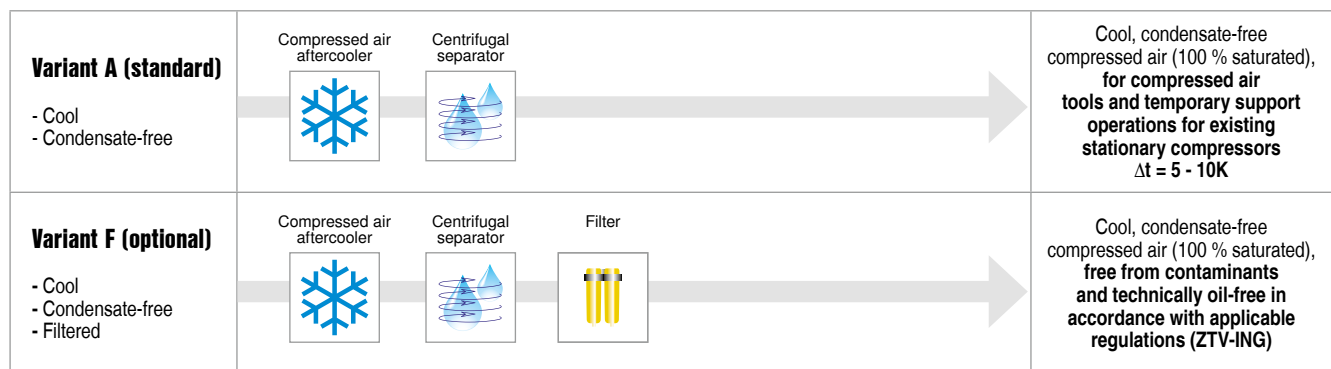 Variant A (standard)
- Cool
- Condensate-free
Compressed air
aftercooler
Centrifugal
separator
Cool, condensate-free
compressed air (100 % saturated),
for compressed air
tools and temporary support
operations for existing
stationary compressors
Δt = 5 - 10K
Variant F (optional)
- Cool
- Condensate-free
- Filtered
Compressed air
aftercooler
Centrifugal
separator
Filter
Cool, condensate-free
compressed air (100 % saturated),
free from contaminants
and technically oil-free in
accordance with applicable
regulations (ZTV-ING)